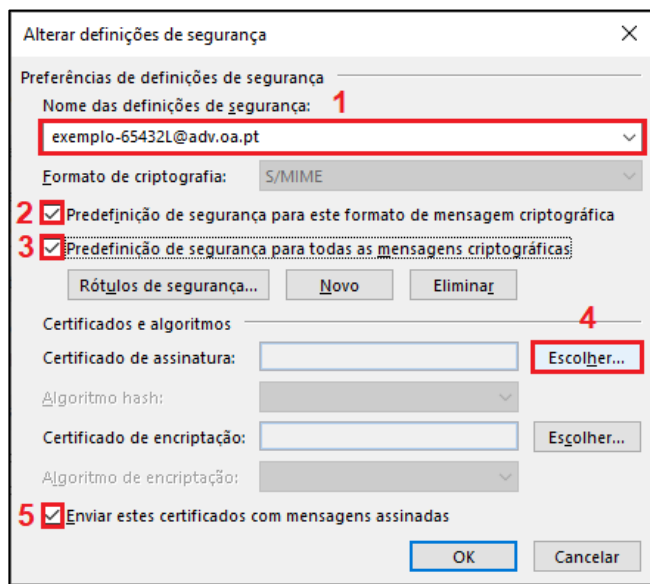 Alterar definições de segurança
Preferências de definições de segurança
Nome das definições de segurança: 1
exemplo-65432L@adv.oa.pt
Formato de criptografia: S/MIME
2 Predefinição de segurança para este formato de mensagem criptográfica
3 Predefinição de segurança para todas as mensagens criptográficas
Rótulos de segurança... Novo Eliminar
Certificados e algoritmos 4
Certificado de assinatura: Escolher...
Algoritmo hash:
Certificado de encriptação: Escolher...
Algoritmo de encriptação:
5 Enviar estes certificados com mensagens assinadas
OK Cancelar